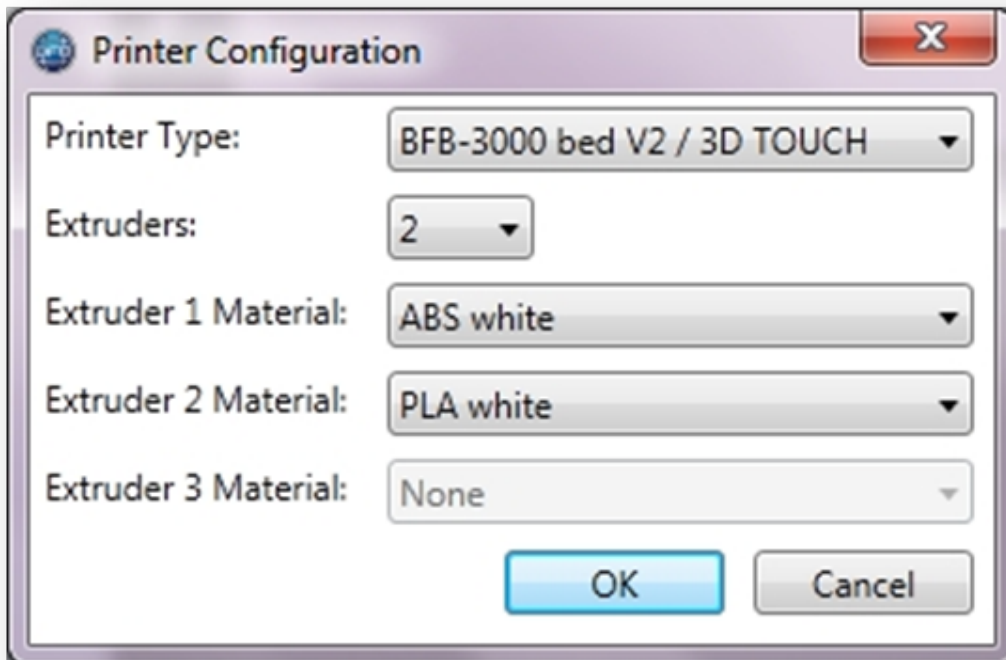 Printer Configuration
Printer Type: BFB-3000 bed V2 / 3D TOUCH
Extruders: 2
Extruder 1 Material: ABS white
Extruder 2 Material: PLA white
Extruder 3 Material: None
OK Cancel